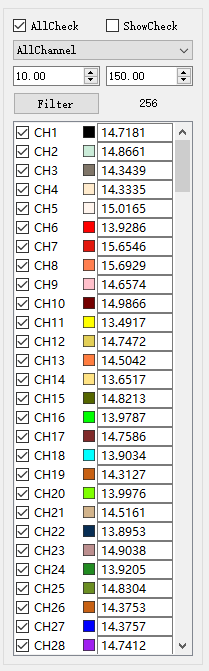 AllCheck ShowCheck
AllChannel
10.00 150.00
Filter 256
CH1 14.7181
CH2 14.8661
CH3 14.3439
CH4 14.3335
CH5 15.0165
CH6 13.9286
CH7 15.6546
CH8 15.6929
CH9 14.6574
CH10 14.9866
CH11 13.4917
CH12 14.7472
CH13 14.5042
CH14 13.6517
CH15 14.8213
CH16 13.9787
CH17 14.7586
CH18 13.9034
CH19 14.3127
CH20 13.9976
CH21 14.5161
CH22 13.8953
CH23 14.9038
CH24 13.9205
CH25 14.8304
CH26 14.3753
CH27 14.3757
CH28 14.7412